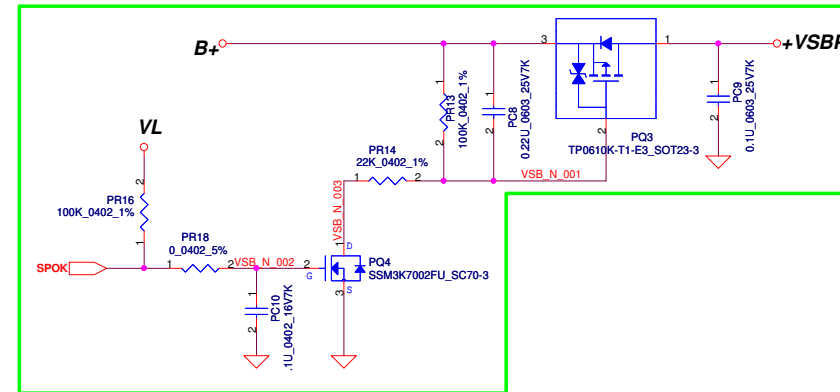 B+
3
1
+VSBP
1
PR13
100K_0402_1%
2
1
PC8
0.22U_0603_25V7K
2
2
PQ3
TP0610K-T1-E3_SOT23-3
1
PC9
0.1U_0603_25V7K
2
VL
PR14
22K_0402_1%
1
2
VSB_N_001
VSB_N_003
2
PR16
100K_0402_1%
1
PR18
0_0402_5%
SPOK
1
2
VSB_N_002
2
G
1
D
PQ4
SSM3K7002FU_SC70-3
3
S
1
PC10
.1U_0402_16V7K
2